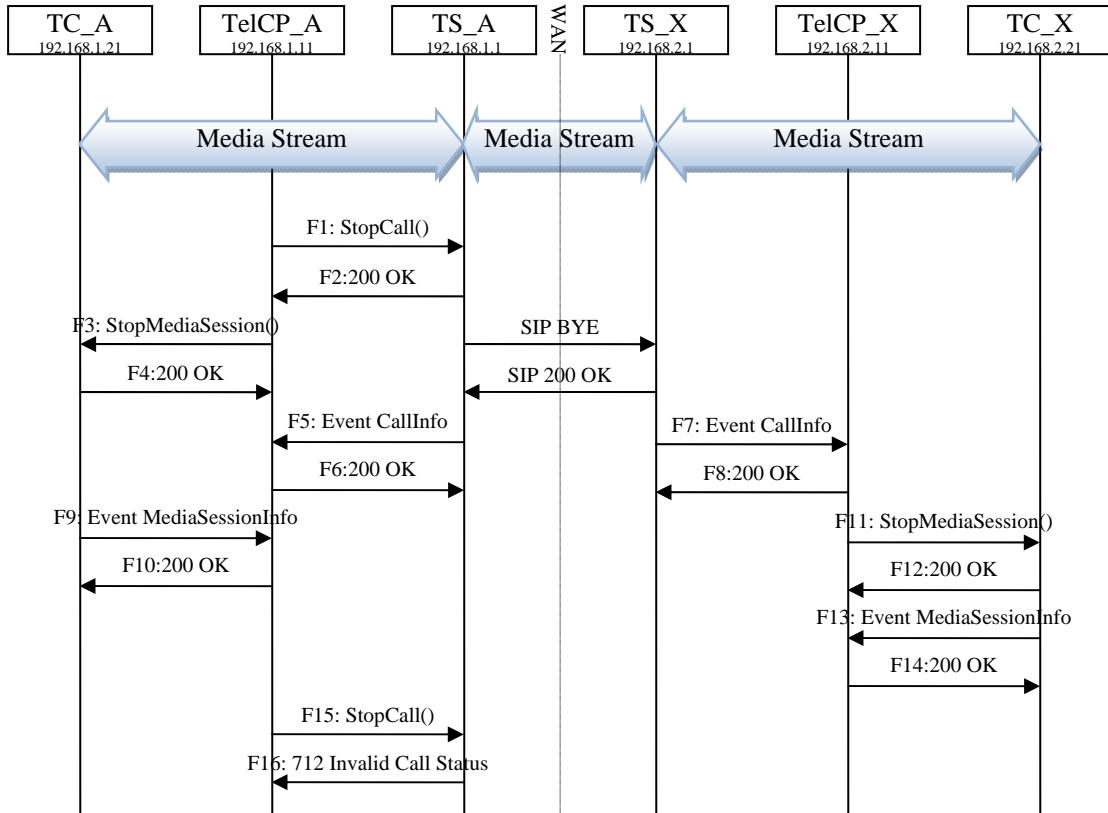 TC_A
192.168.1.21
TelCP_A
192.168.1.11
TS_A
192.168.1.1
WAN
TS_X
192.168.2.1
TelCP_X
192.168.2.11
TC_X
192.168.2.21
Media Stream
Media Stream
Media Stream
F1: StopCall()
F2:200 OK
F3: StopMediaSession()
SIP BYE
F4:200 OK
SIP 200 OK
F5: Event CallInfo
F7: Event CallInfo
F6:200 OK
F8:200 OK
F9: Event MediaSessionInfo
F11: StopMediaSession()
F10:200 OK
F12:200 OK
F13: Event MediaSessionInfo
F14:200 OK
F15: StopCall()
F16: 712 Invalid Call Status